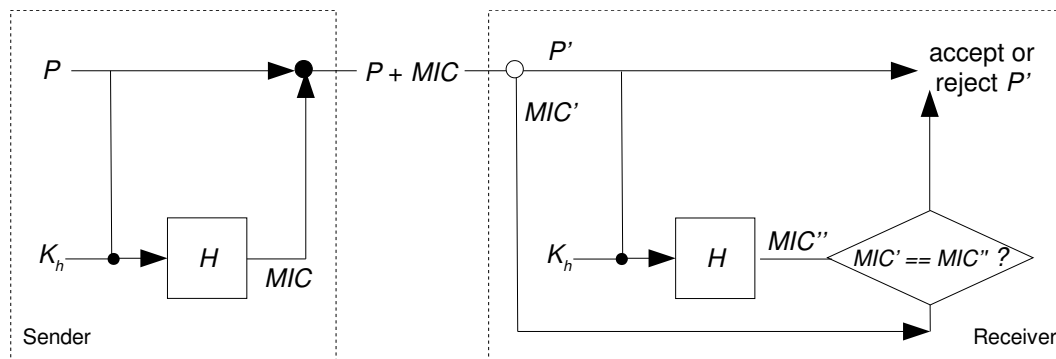 P
P + MIC
P'
accept or
reject P'
MIC'
K_h
H
MIC
K_h
H
MIC''
MIC' == MIC'' ?
Sender
Receiver